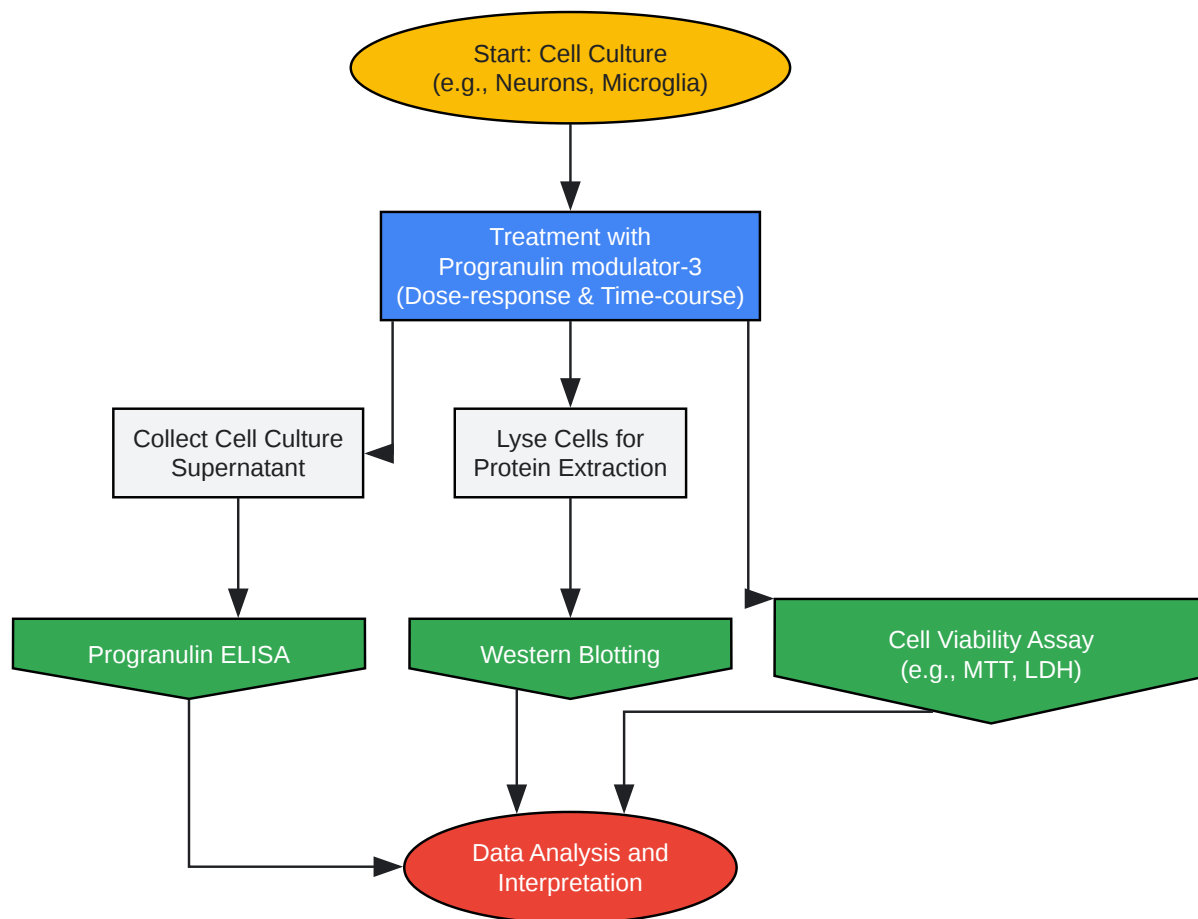 Start: Cell Culture
(e.g., Neurons, Microglia)
Treatment with
Progranulin modulator-3
(Dose-response & Time-course)
Collect Cell Culture
Supernatant
Lyse Cells for
Protein Extraction
Progranulin ELISA
Western Blotting
Cell Viability Assay
(e.g., MTT, LDH)
Data Analysis and
Interpretation